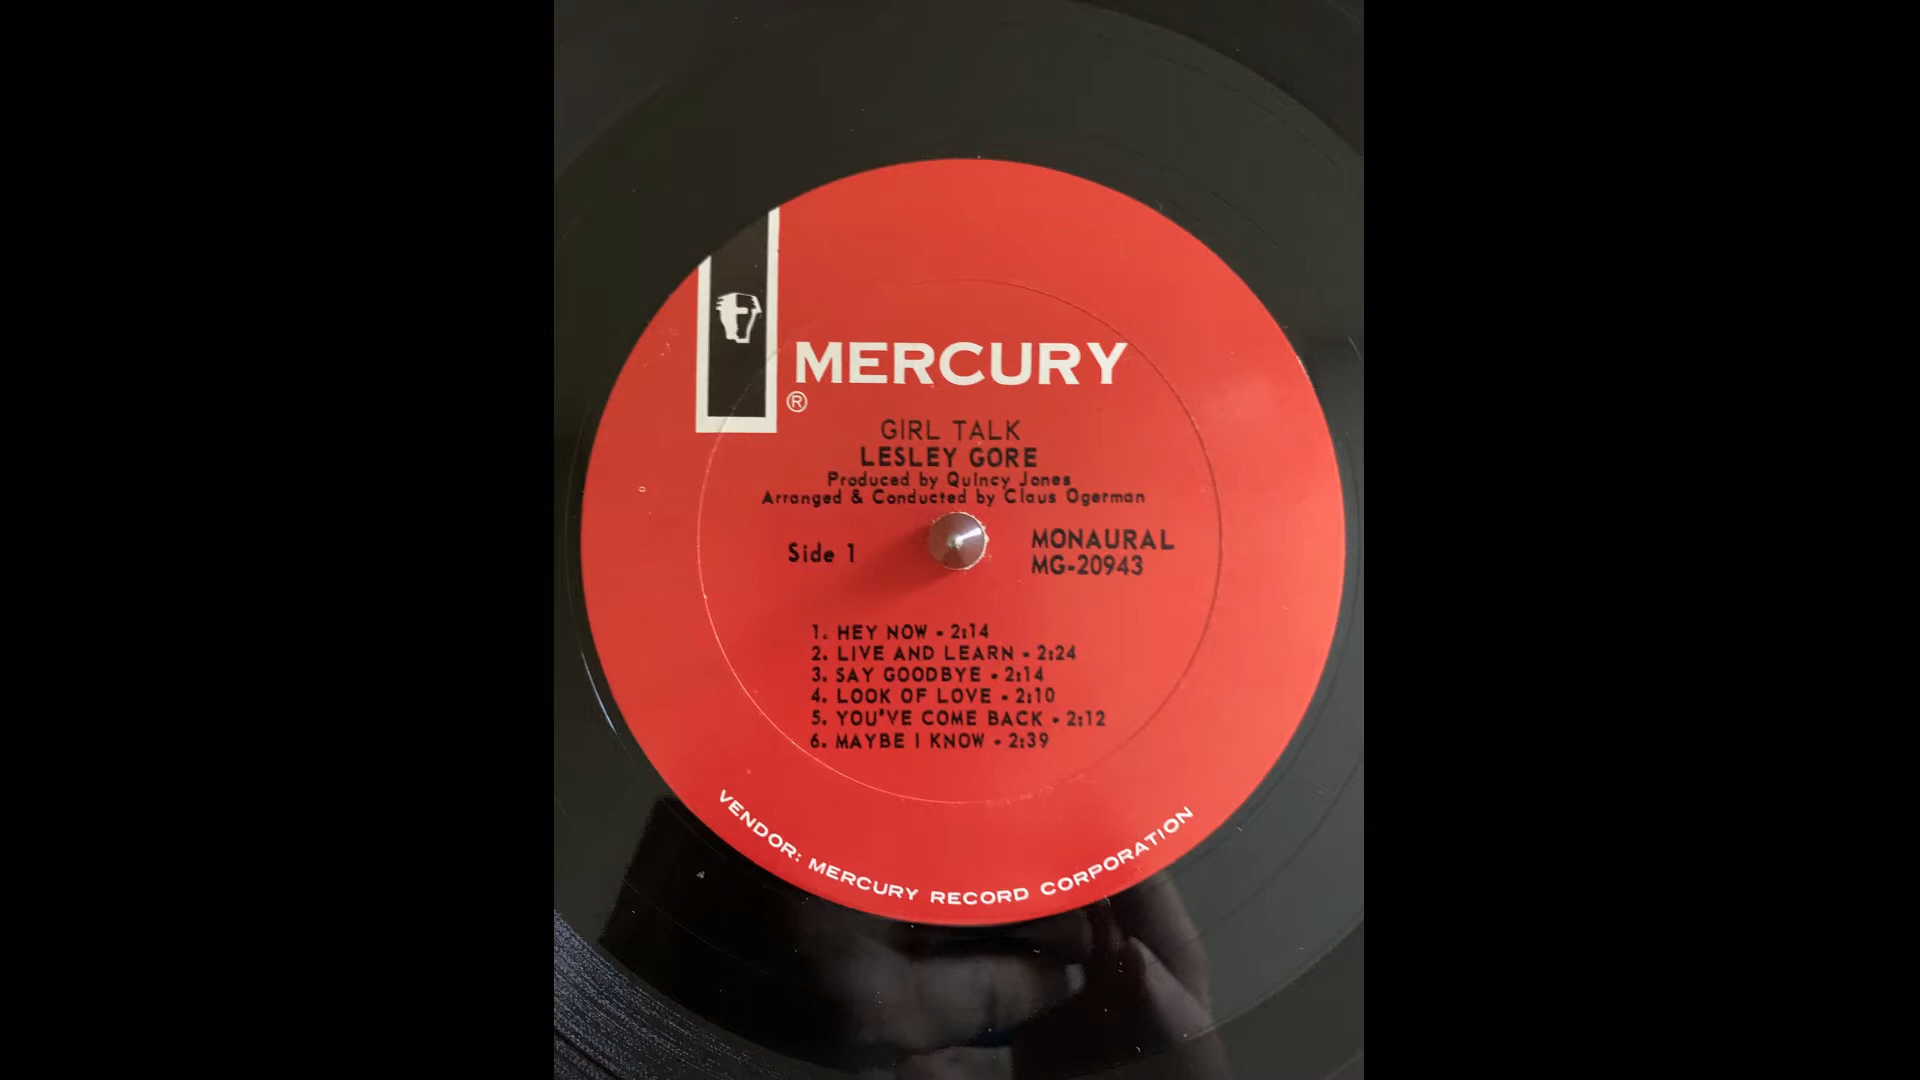 MERCURY
®
GIRL TALK
LESLEY GORE
Produced by Quincy Jones
Arranged & Conducted by Claus Ogerman
Side 1
MONAURAL
MG-20943
1. HEY NOW - 2:14
2. LIVE AND LEARN - 2:24
3. SAY GOODBYE - 2:14
4. LOOK OF LOVE - 2:10
5. YOU'VE COME BACK - 2:12
6. MAYBE I KNOW - 2:39
VENDOR: MERCURY RECORD CORPORATION